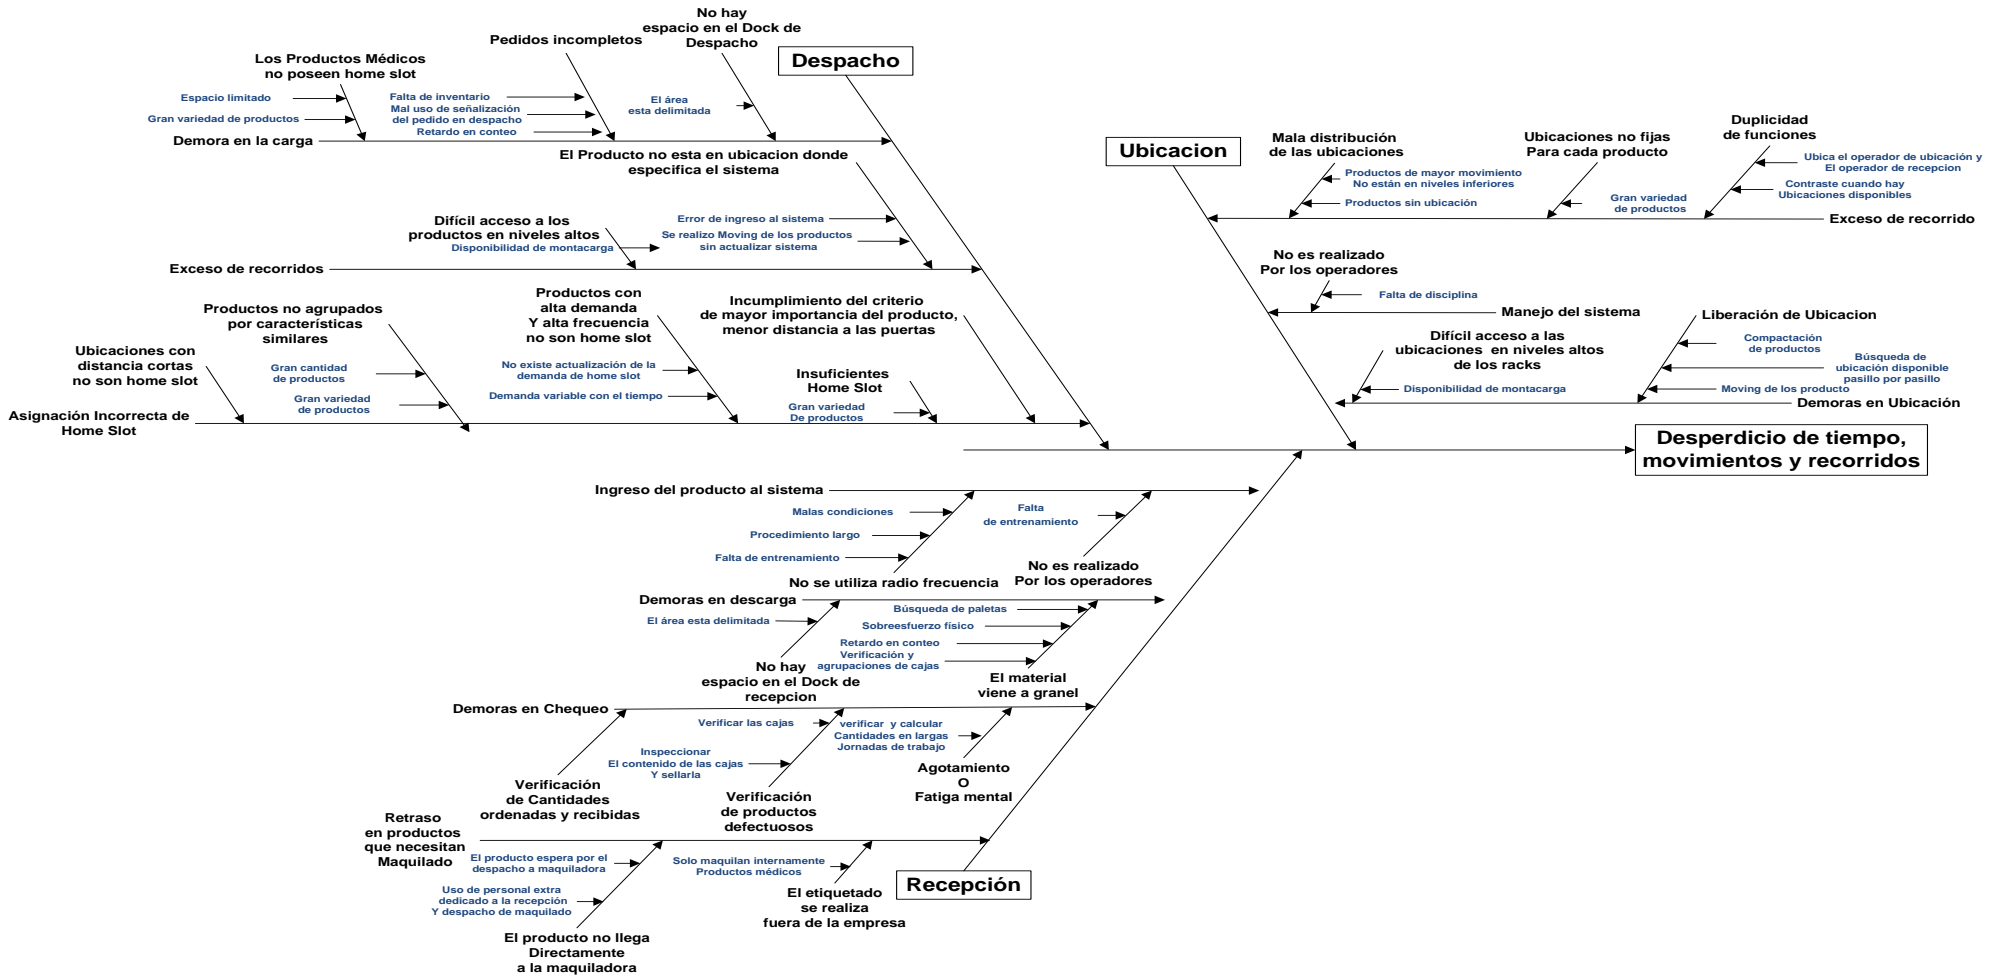 No hay
espacio en el Dock de
Despacho
Pedidos incompletos
Despacho
Los Productos Médicos
no poseen home slot
Espacio limitado
Gran variedad de productos
Falta de inventario
Mal uso de señalización
del pedido en despacho
Retardo en conteo
El área
esta delimitada
Demora en la carga
El Producto no esta en ubicacion donde
especifica el sistema
Difícil acceso a los
productos en niveles altos
Disponibilidad de montacarga
Error de ingreso al sistema
Se realizo Moving de los productos
sin actualizar sistema
Exceso de recorridos
Productos no agrupados
por características
similares
Productos con
alta demanda
Y alta frecuencia
no son home slot
Incumplimiento del criterio
de mayor importancia del producto,
menor distancia a las puertas
Ubicaciones con
distancia cortas
no son home slot
Gran cantidad
de productos
Gran variedad
de productos
No existe actualización de la
demanda de home slot
Demanda variable con el tiempo
Insuficientes
Home Slot
Gran variedad
De productos
Asignación Incorrecta de
Home Slot
Ubicacion
Mala distribución
de las ubicaciones
Productos de mayor movimiento
No están en niveles inferiores
Productos sin ubicación
Ubicaciones no fijas
Para cada producto
Gran variedad
de productos
Duplicidad
de funciones
Ubica el operador de ubicación y
El operador de recepcion
Contraste cuando hay
Ubicaciones disponibles
Exceso de recorrido
No es realizado
Por los operadores
Falta de disciplina
Manejo del sistema
Difícil acceso a las
ubicaciones en niveles altos
de los racks
Disponibilidad de montacarga
Liberación de Ubicacion
Compactación
de productos
Búsqueda de
ubicación disponible
pasillo por pasillo
Moving de los producto
Demoras en Ubicación
Desperdicio de tiempo,
movimientos y recorridos
Ingreso del producto al sistema
Malas condiciones
Procedimiento largo
Falta de entrenamiento
No se utiliza radio frecuencia
Falta
de entrenamiento
No es realizado
Por los operadores
Demoras en descarga
El área esta delimitada
No hay
espacio en el Dock de
recepcion
Búsqueda de paletas
Sobreesfuerzo físico
Retardo en conteo
Verificación y
agrupaciones de cajas
El material
viene a granel
Demoras en Chequeo
Verificar las cajas
Inspeccionar
El contenido de las cajas
Y sellarla
verificar y calcular
Cantidades en largas
Jornadas de trabajo
Verificación
de Cantidades
ordenadas y recibidas
Verificación
de productos
defectuosos
Agotamiento
O
Fatiga mental
Retraso
en productos
que necesitan
Maquilado
El producto espera por el
despacho a maquiladora
Uso de personal extra
dedicado a la recepción
Y despacho de maquilado
El producto no llega
Directamente
a la maquiladora
Solo maquilan internamente
Productos médicos
El etiquetado
se realiza
fuera de la empresa
Recepción